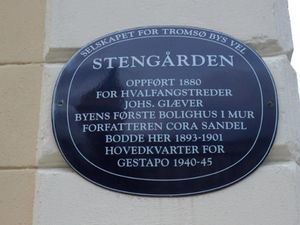 SELSKAPET FOR TROMSØ BYS VEL
STENGÅRDEN
OPPFØRT 1880
FOR HVALFANGSTREDER
JOHS. GIÆVER
BYENS FØRSTE BOLIGHUS I MUR
FORFATTEREN CORA SANDEL
BODDE HER 1893-1901
HOVEDKVARTER FOR
GESTAPO 1940-45